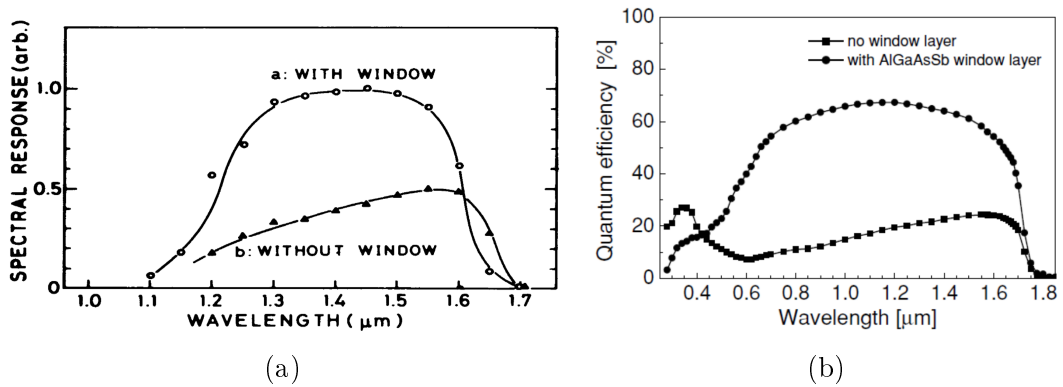 SPECTRAL RESPONSE (arb.)
1.0
0.5
0
a: WITH WINDOW
b: WITHOUT WINDOW
1.0 1.1 1.2 1.3 1.4 1.5 1.6 1.7
WAVELENGTH (μm)
(a)
b)
Quantum efficiency [%]
100
80
60
40
20
0
no window layer
with AlGaAsSb window layer
0.4 0.6 0.8 1.0 1.2 1.4 1.6 1.8
Wavelength [μm]
(b)